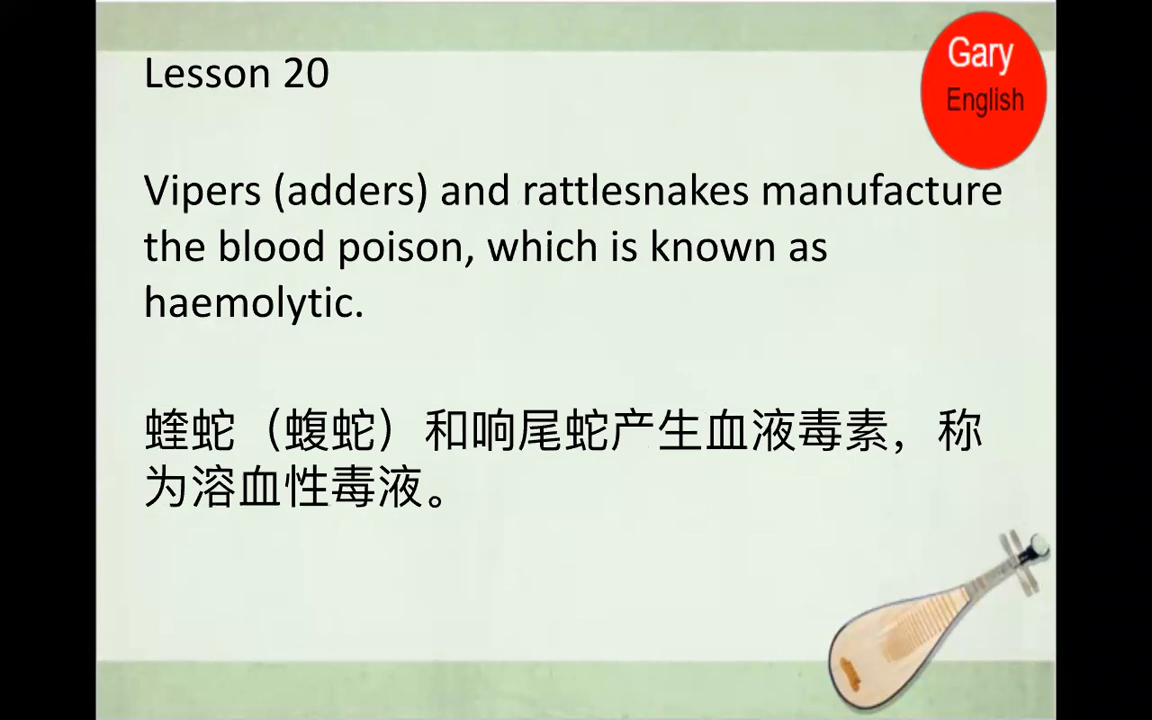 Gary
English
Lesson 20
Vipers (adders) and rattlesnakes manufacture
the blood poison, which is known as
haemolytic.
蝰蛇（蝮蛇）和响尾蛇产生血液毒素，称
为溶血性毒液。